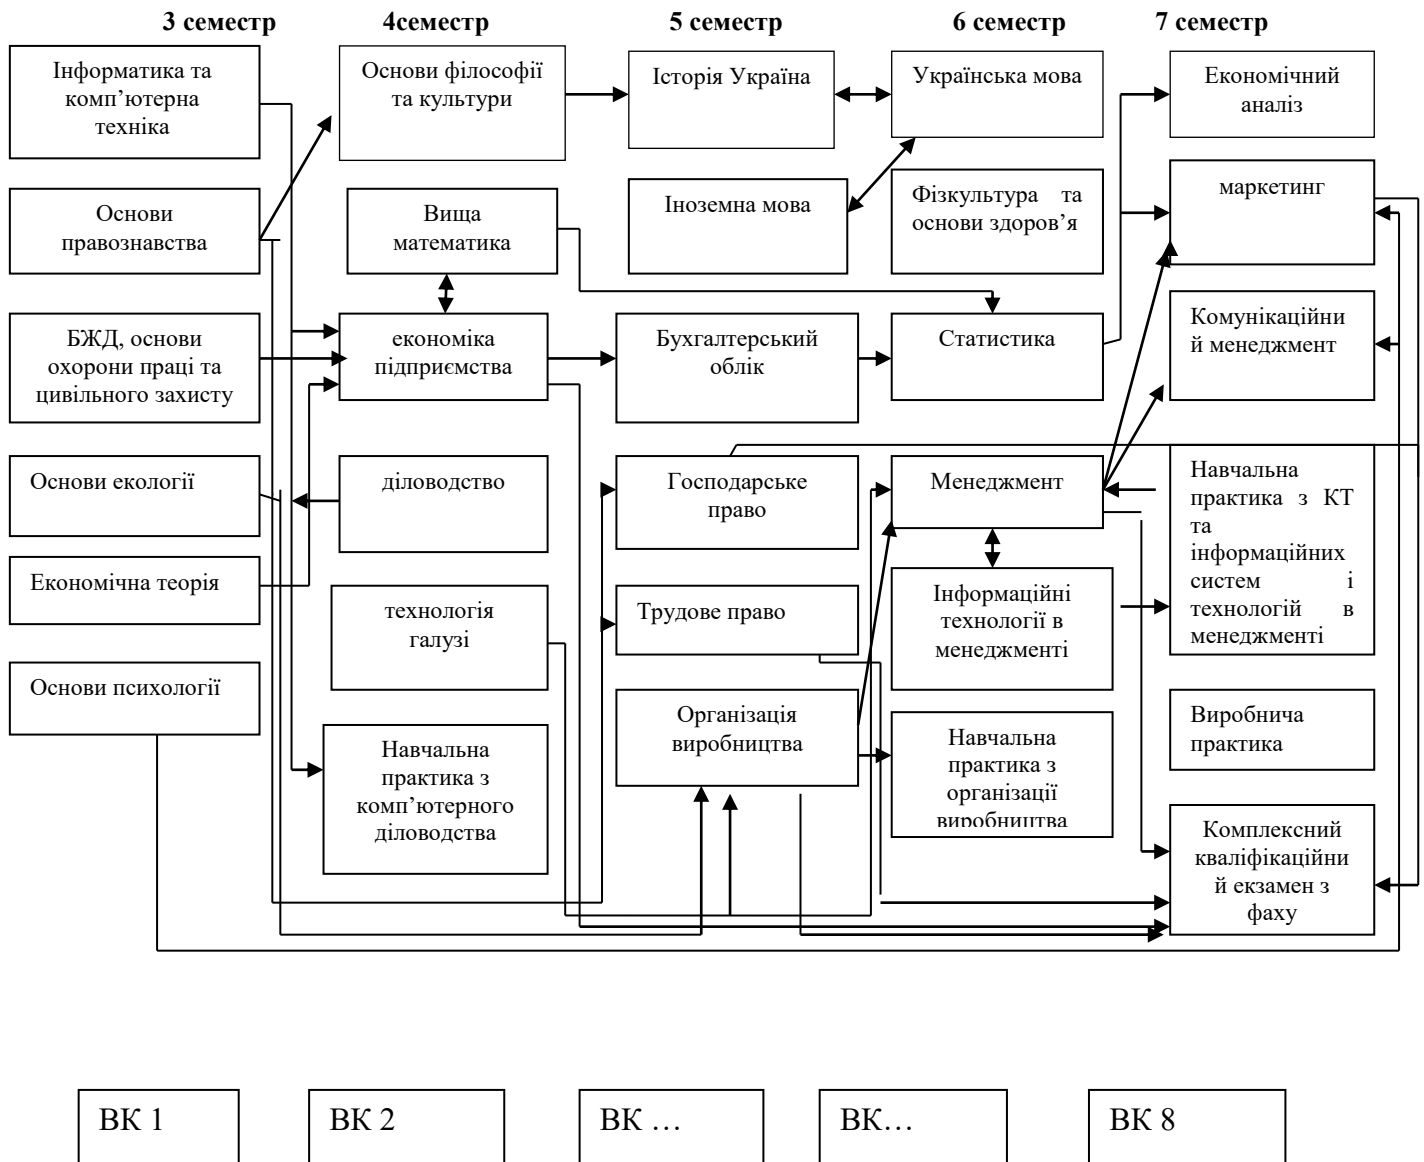 3 семестр
4семестр
5 семестр
6 семестр
7 семестр
Інформатика та
комп’ютерна
техніка
Основи
правознавства
БЖД, основи
охорони праці та
цивільного захисту
Основи екології
Економічна теорія
Основи психології
Основи філософії
та культури
Вища
математика
економіка
підприємства
діловодство
технологія
галузі
Навчальна
практика з
комп’ютерного
діловодства
Історія Україна
Іноземна мова
Бухгалтерський
облік
Господарське
право
Трудове право
Організація
виробництва
Українська мова
Фізкультура та
основи здоров’я
Статистика
Менеджмент
Інформаційні
технології в
менеджменті
Навчальна
практика з
організації
виробництва
Економічний
аналіз
маркетинг
Комунікаційни
й менеджмент
Навчальна
практика з КТ
та
інформаційних
систем і
технологій в
менеджменті
Виробнича
практика
Комплексний
кваліфікаційни
й екзамен з
фаху
ВК 1
ВК 2
ВК …
ВК…
ВК 8